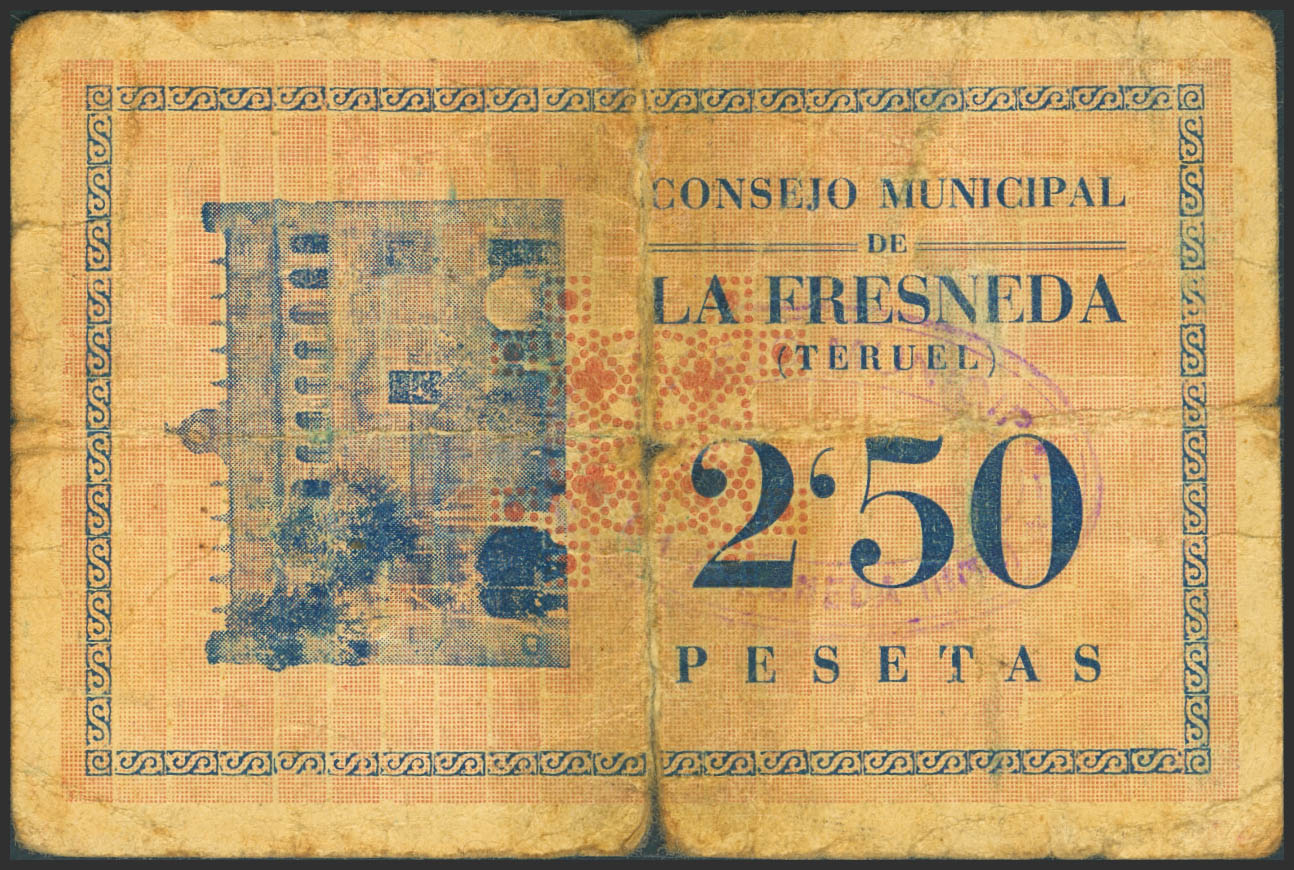 CONSEJO MUNICIPAL
DE
LA FRESNEDA
(TERUEL)
2‘50
PESETAS